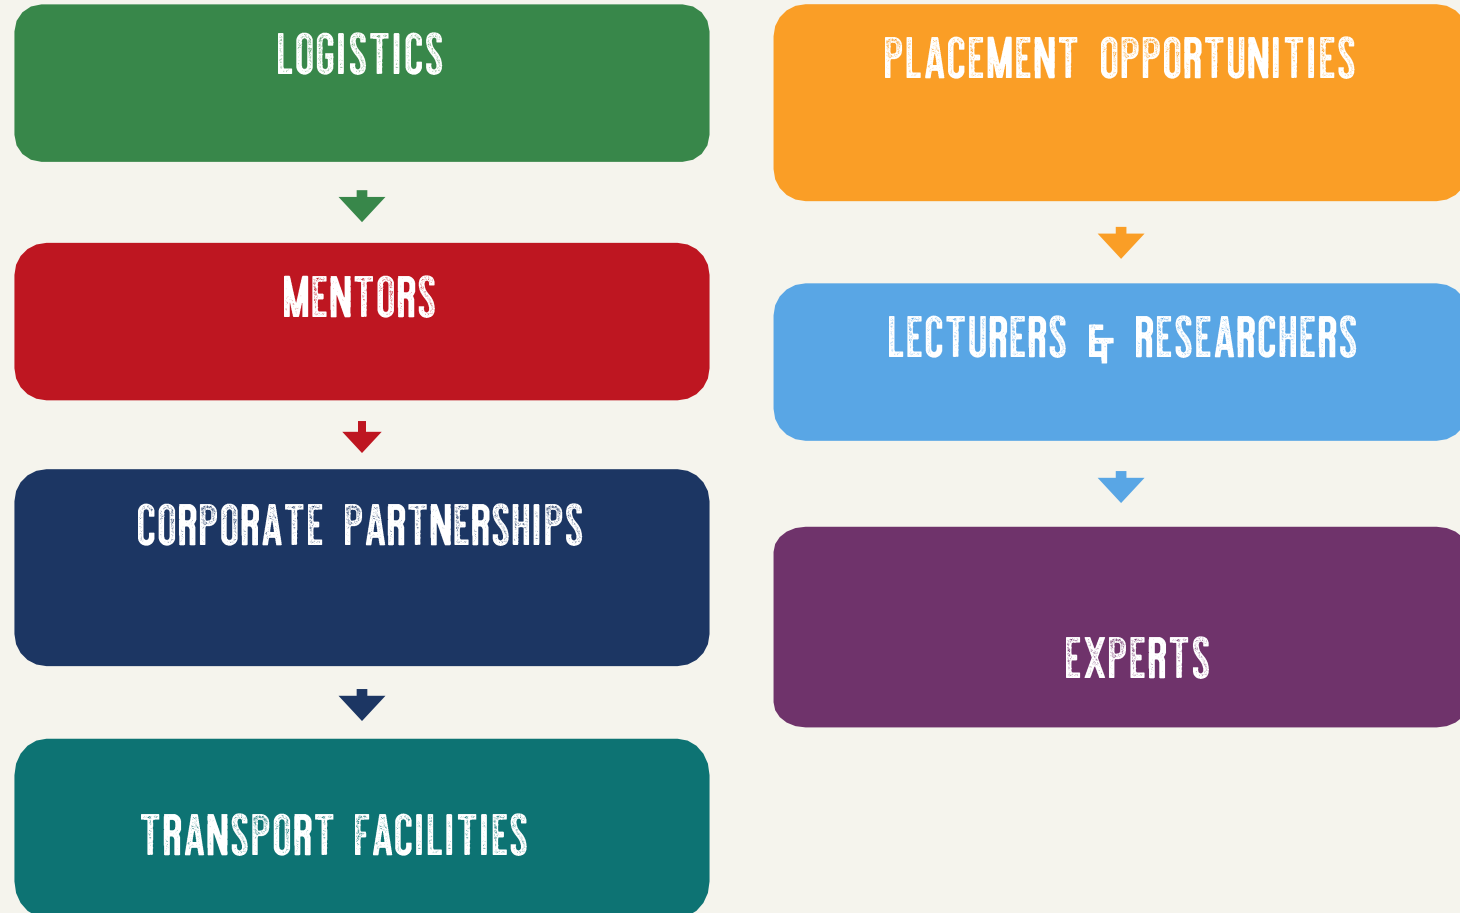 LOGISTICS
MENTORS
CORPORATE PARTNERSHIPS
TRANSPORT FACILITIES
PLACEMENT OPPORTUNITIES
LECTURERS & RESEARCHERS
EXPERTS